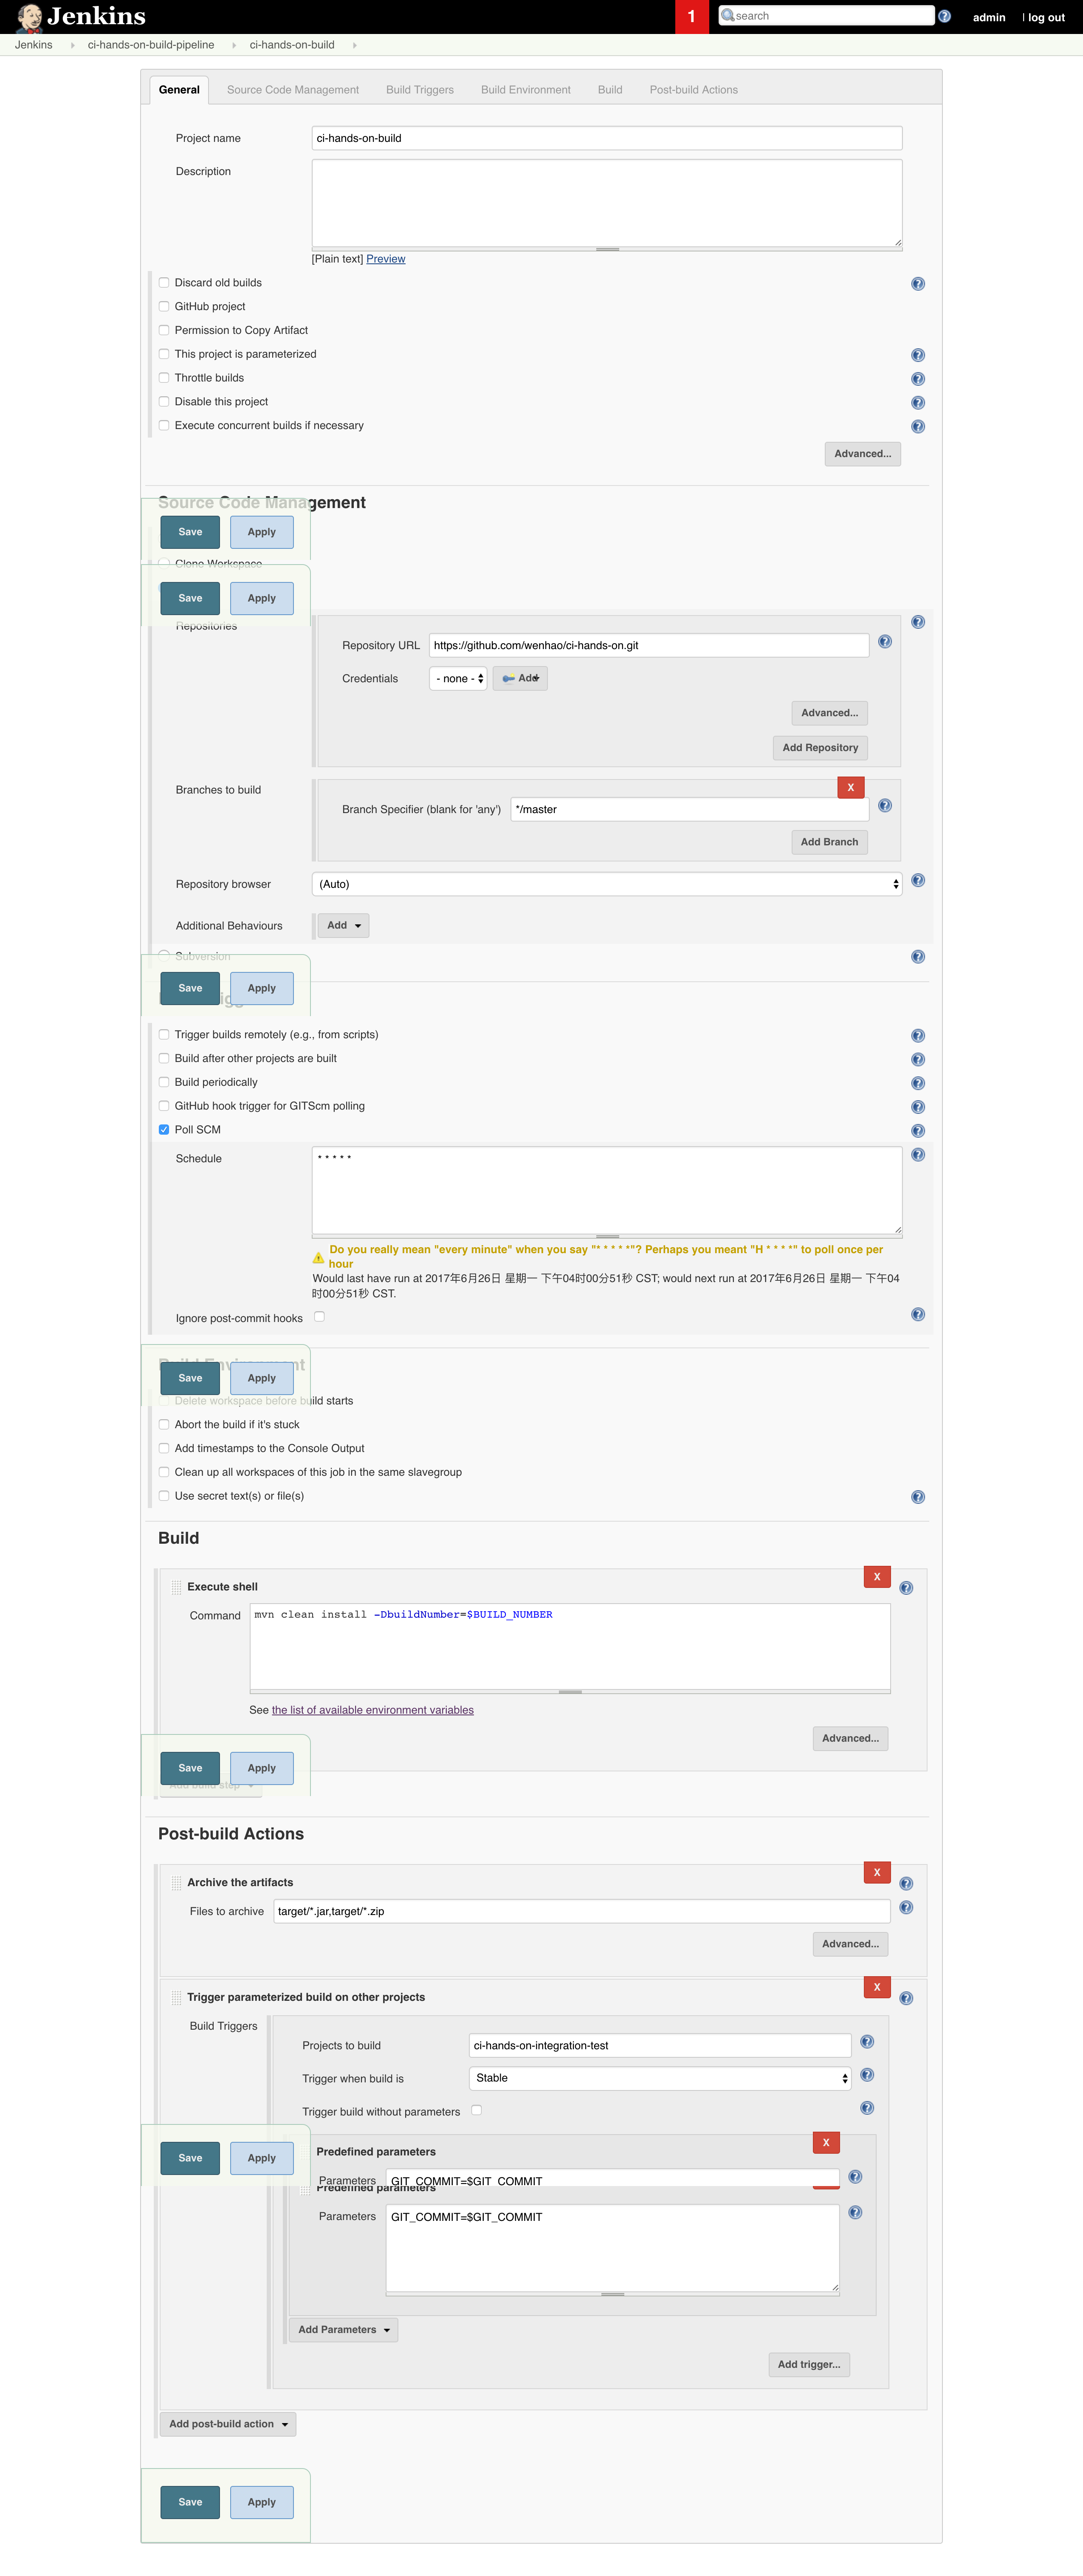 Jenkins
1
search
admin
| log out
Jenkins
ci-hands-on-build-pipeline
ci-hands-on-build
General
Source Code Management
Build Triggers
Build Environment
Build
Post-build Actions
Project name
ci-hands-on-build
Description
[Plain text] Preview
Discard old builds
GitHub project
Permission to Copy Artifact
This project is parameterized
Throttle builds
Disable this project
Execute concurrent builds if necessary
Advanced...
Source Code Management
Save
Apply
Clone Workspace
Save
Apply
Repositories
Repository URL
https://github.com/wenhao/ci-hands-on.git
Credentials
- none -
Add
Advanced...
Add Repository
Branches to build
X
Branch Specifier (blank for 'any')
*/master
Add Branch
Repository browser
(Auto)
Additional Behaviours
Add
Subversion
Save
Apply
Trigger builds remotely (e.g., from scripts)
Build after other projects are built
Build periodically
GitHub hook trigger for GITScm polling
Poll SCM
Schedule
* * * * *
Do you really mean "every minute" when you say "* * * * *"? Perhaps you meant "H * * * *" to poll once per
hour
Would last have run at 2017年6月26日 星期一 下午04时00分51秒 CST; would next run at 2017年6月26日 星期一 下午04
时00分51秒 CST.
Ignore post-commit hooks
Build Environment
Save
Apply
Delete workspace before build starts
Abort the build if it's stuck
Add timestamps to the Console Output
Clean up all workspaces of this job in the same slavegroup
Use secret text(s) or file(s)
Build
X
Execute shell
Command
mvn clean install -DbuildNumber=$BUILD_NUMBER
See the list of available environment variables
Advanced...
Save
Apply
Add build step
Post-build Actions
X
Archive the artifacts
Files to archive
target/*.jar,target/*.zip
Advanced...
X
Trigger parameterized build on other projects
Build Triggers
Projects to build
ci-hands-on-integration-test
Trigger when build is
Stable
Trigger build without parameters
X
Save
Apply
Predefined parameters
Parameters
GIT_COMMIT=$GIT_COMMIT
Predefined parameters
Parameters
GIT_COMMIT=$GIT_COMMIT
Add Parameters
Add trigger...
Add post-build action
Save
Apply